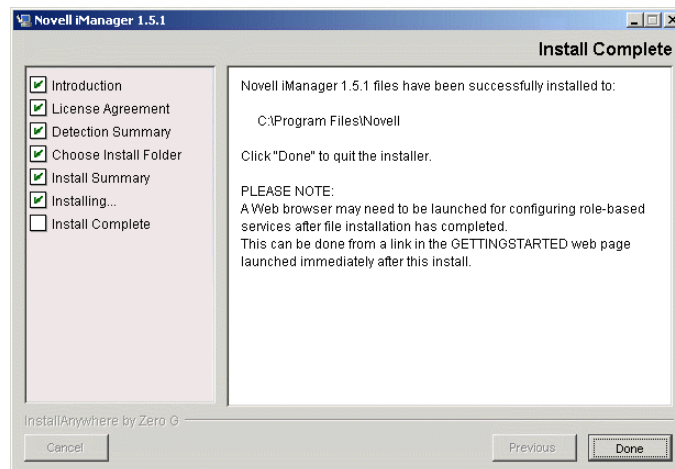 Novell iManager 1.5.1
Install Complete
Introduction
License Agreement
Detection Summary
Choose Install Folder
Install Summary
Installing...
Install Complete
Novell iManager 1.5.1 files have been successfully installed to:
C:\Program Files\Novell
Click "Done" to quit the installer.
PLEASE NOTE:
A Web browser may need to be launched for configuring role-based
services after file installation has completed.
This can be done from a link in the GETTINGSTARTED web page
launched immediately after this install.
InstallAnywhere by Zero G
Cancel
Previous
Done